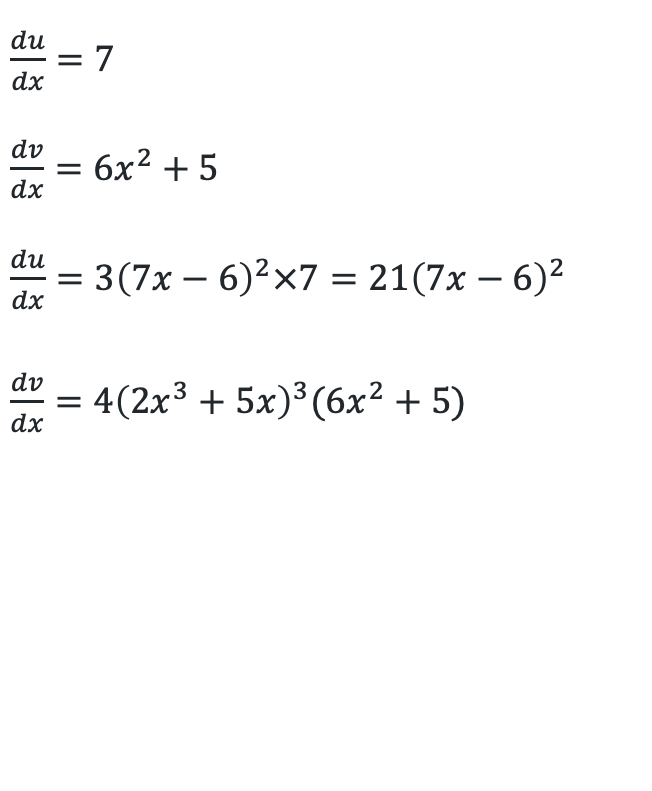 du/dx = 7
dv/dx = 6x² + 5
du/dx = 3(7x − 6)²×7 = 21(7x − 6)²
dv/dx = 4(2x³ + 5x)³(6x² + 5)